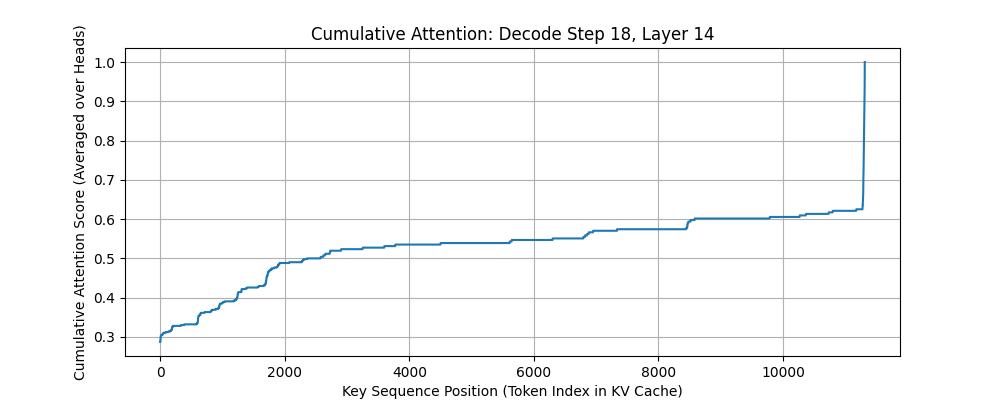 Cumulative Attention: Decode Step 18, Layer 14
Cumulative Attention Score (Averaged over Heads)
1.0
0.9
0.8
0.7
0.6
0.5
0.4
0.3
0 2000 4000 6000 8000 10000
Key Sequence Position (Token Index in KV Cache)